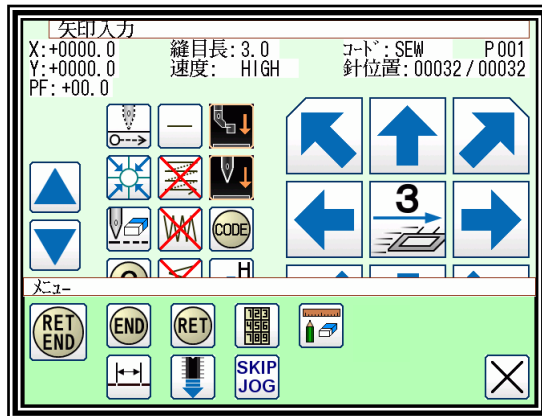 矢印入力
X:+0000.0 縫目長:3.0 コード:SEW P001
Y:+0000.0 速度: HIGH 針位置:00032/00032
PF:+00.0
CODE
3
H
メニュー
RET END
END
RET
123
456
789
SKIP
JOG